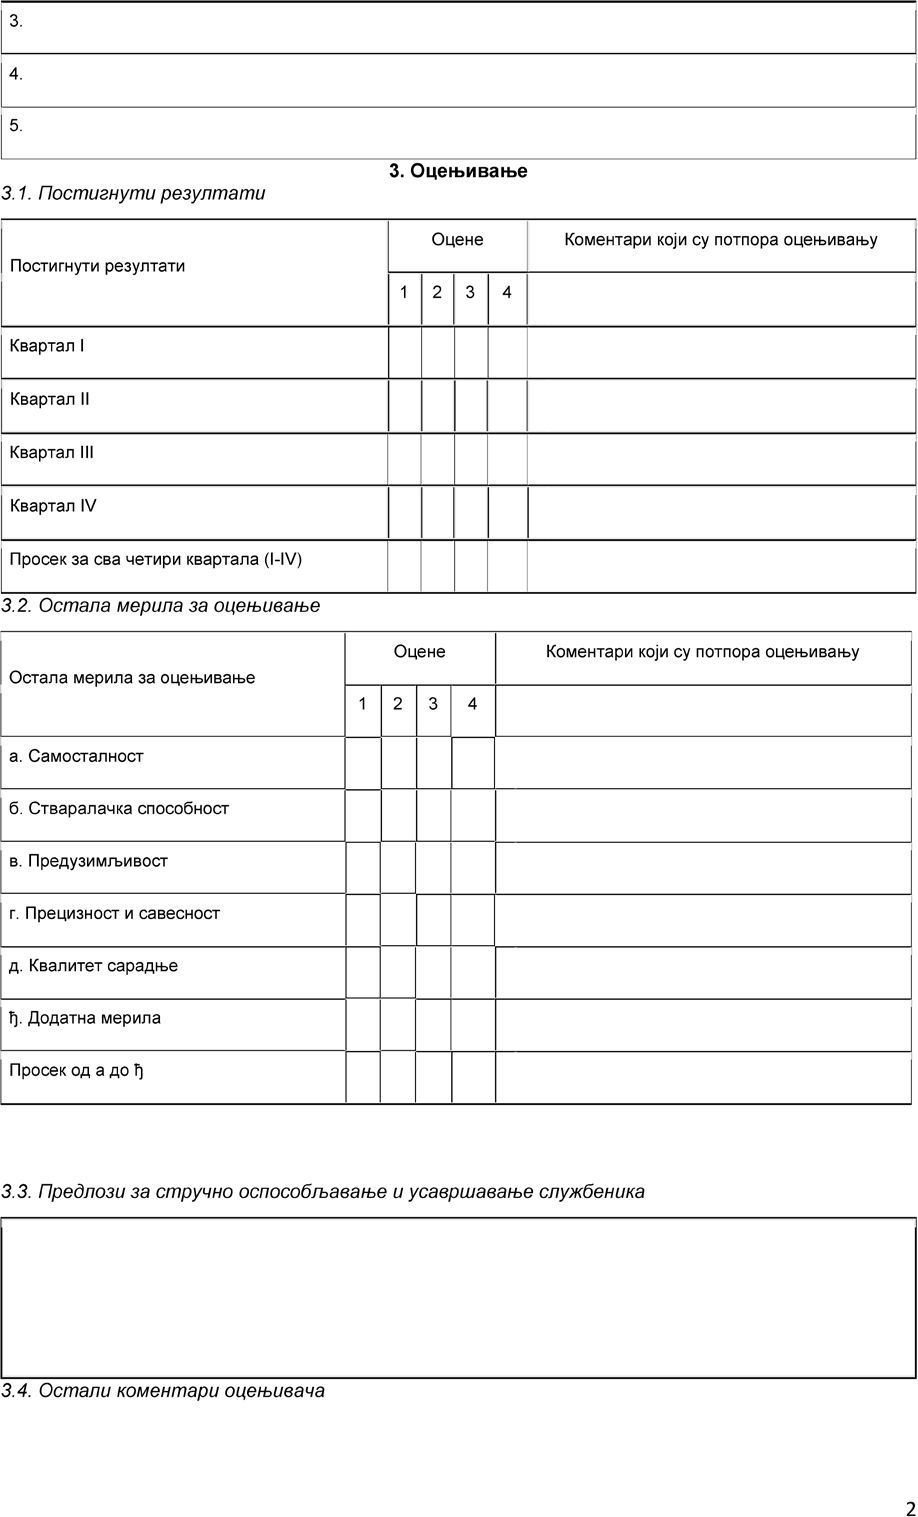 3.
4.
5.
3. Оцењивање
3.1. Постигнути резултати
Постигнути резултати
Оцене
Коментари који су потпора оцењивању
1 2 3 4
Квартал I
Квартал II
Квартал III
Квартал IV
Просек за сва четири квартала (I-IV)
3.2. Остала мерила за оцењивање
Остала мерила за оцењивање
Оцене
Коментари који су потпора оцењивању
1 2 3 4
а. Самосталност
б. Стваралачка способност
в. Предузимљивост
г. Прецизност и савесност
д. Квалитет сарадње
ђ. Додатна мерила
Просек од а до ђ
3.3. Предлози за стручно оспособљавање и усавршавање службеника
3.4. Остали коментари оцењивача
2